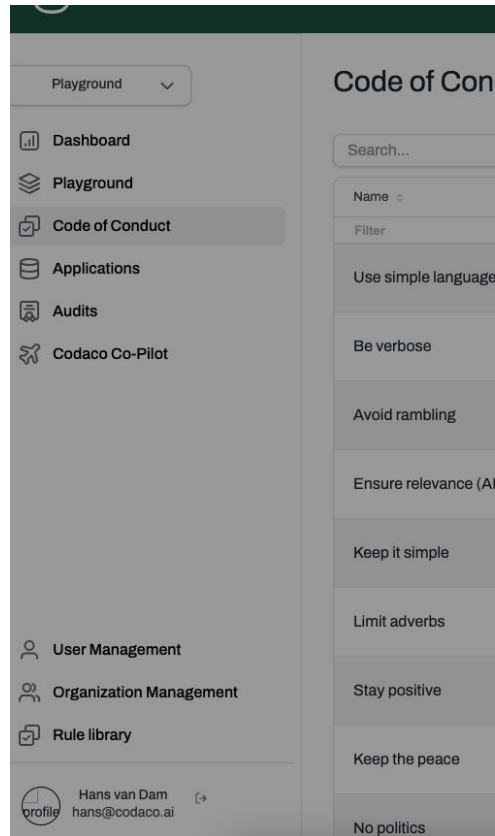 Playground
Dashboard
Playground
Code of Conduct
Applications
Audits
Codaco Co-Pilot
User Management
Organization Management
Rule library
profile
Hans van Dam
hans@codaco.ai
Code of Con
Search...
Name
Filter
Use simple language
Be verbose
Avoid rambling
Ensure relevance (AI
Keep it simple
Limit adverbs
Stay positive
Keep the peace
No politics